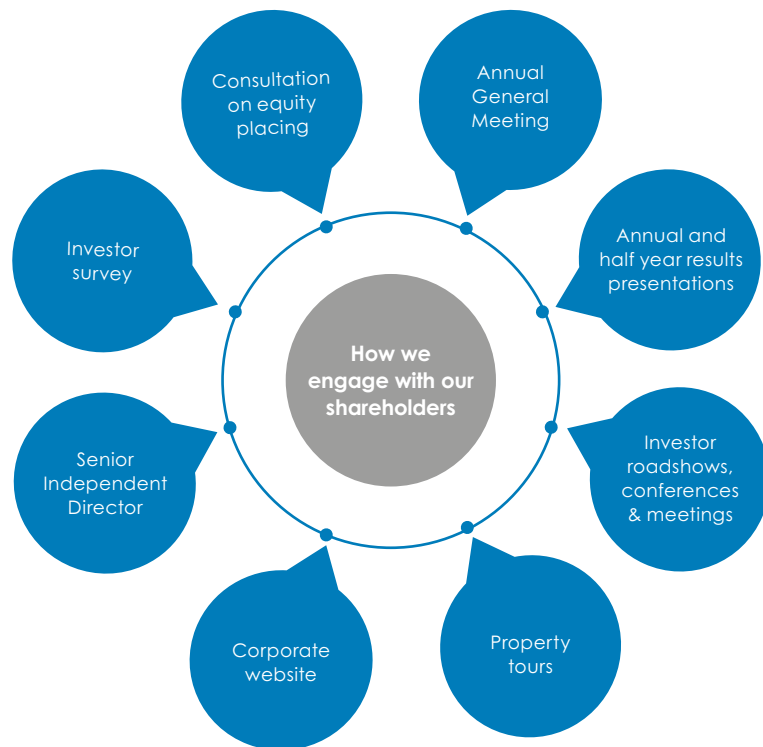 How we
engage with our
shareholders
Annual
General
Meeting
Annual and
half year results
presentations
Investor
roadshows,
conferences
& meetings
Property
tours
Corporate
website
Senior
Independent
Director
Investor
survey
Consultation
on equity
placing